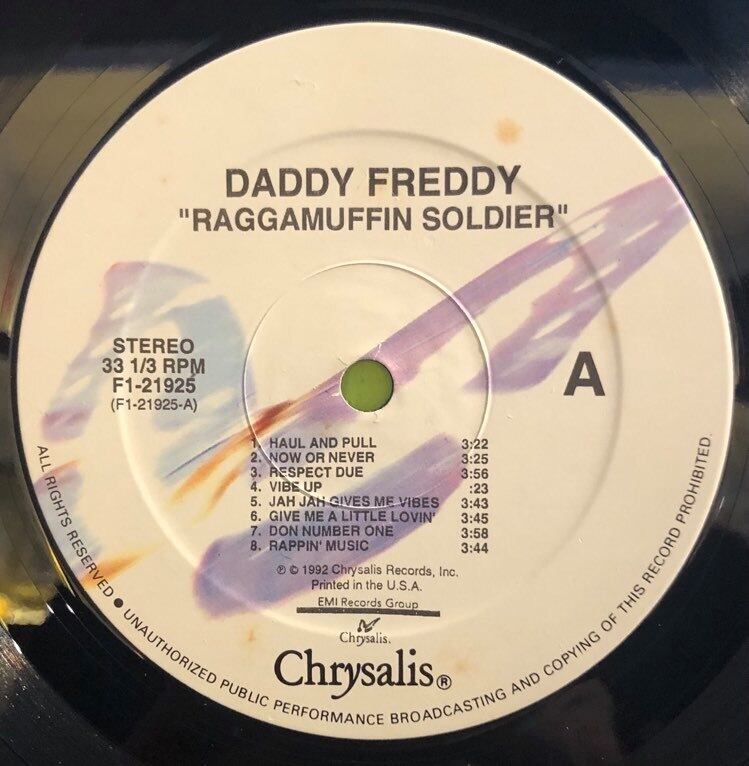 DADDY FREDDY
"RAGGAMUFFIN SOLDIER"
STEREO
33 1/3 RPM
F1-21925
(F1-21925-A)
A
1. HAUL AND PULL 3:22
2. NOW OR NEVER 3:25
3. RESPECT DUE 3:56
4. VIBE UP :23
5. JAH JAH GIVES ME VIBES 3:43
6. GIVE ME A LITTLE LOVIN' 3:45
7. DON NUMBER ONE 3:58
8. RAPPIN' MUSIC 3:44
℗ © 1992 Chrysalis Records, Inc.
Printed in the U.S.A.
EMI Records Group
Chrysalis.
Chrysalis®
ALL RIGHTS RESERVED ● UNAUTHORIZED PUBLIC PERFORMANCE BROADCASTING AND COPYING OF THIS RECORD PROHIBITED.